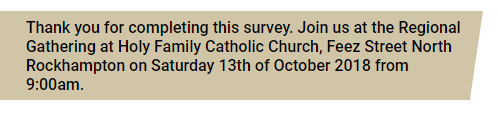 Thank you for completing this survey. Join us at the Regional
Gathering at Holy Family Catholic Church, Feez Street North
Rockhampton on Saturday 13th of October 2018 from
9:00am.